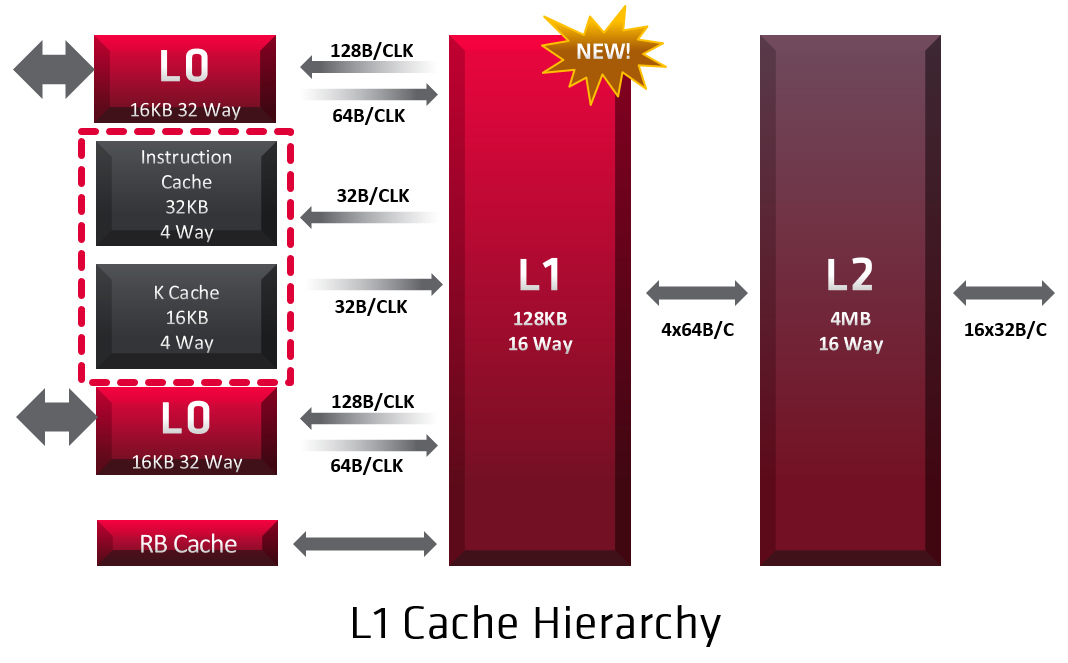 L0
16KB 32 Way
128B/CLK
64B/CLK
Instruction
Cache
32KB
4 Way
32B/CLK
K Cache
16KB
4 Way
32B/CLK
L0
16KB 32 Way
128B/CLK
64B/CLK
RB Cache
NEW!
L1
128KB
16 Way
4x64B/C
L2
4MB
16 Way
16x32B/C
L1 Cache Hierarchy